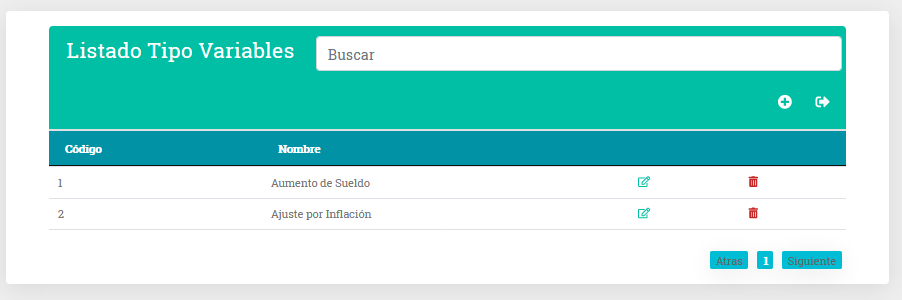 Listado Tipo Variables Buscar
Código Nombre
1 Aumento de Sueldo
2 Ajuste por Inflación
Atras 1 Siguiente